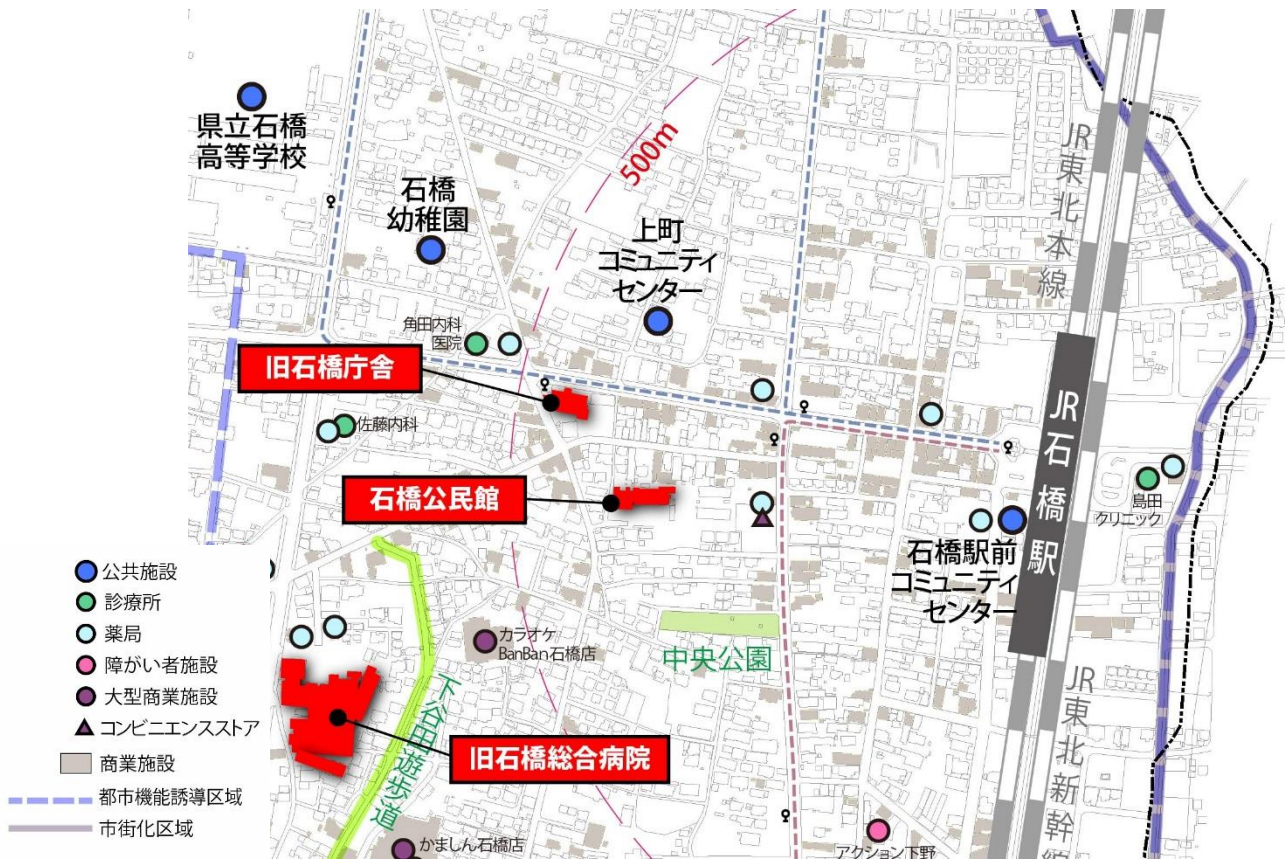 県立石橋
高等学校
石橋
幼稚園
500m
上町
コミュニティ
センター
JR東北本線
角田内科
医院
旧石橋庁舎
佐藤内科
JR石橋駅
石橋公民館
島田
クリニック
石橋駅前
コミュニティ
センター
カラオケ
BanBan石橋店
中央公園
下谷田遊歩道
旧石橋総合病院
JR東北新幹線
かましん石橋店
アクション下野
公共施設
診療所
薬局
障がい者施設
大型商業施設
コンビニエンスストア
商業施設
都市機能誘導区域
市街化区域